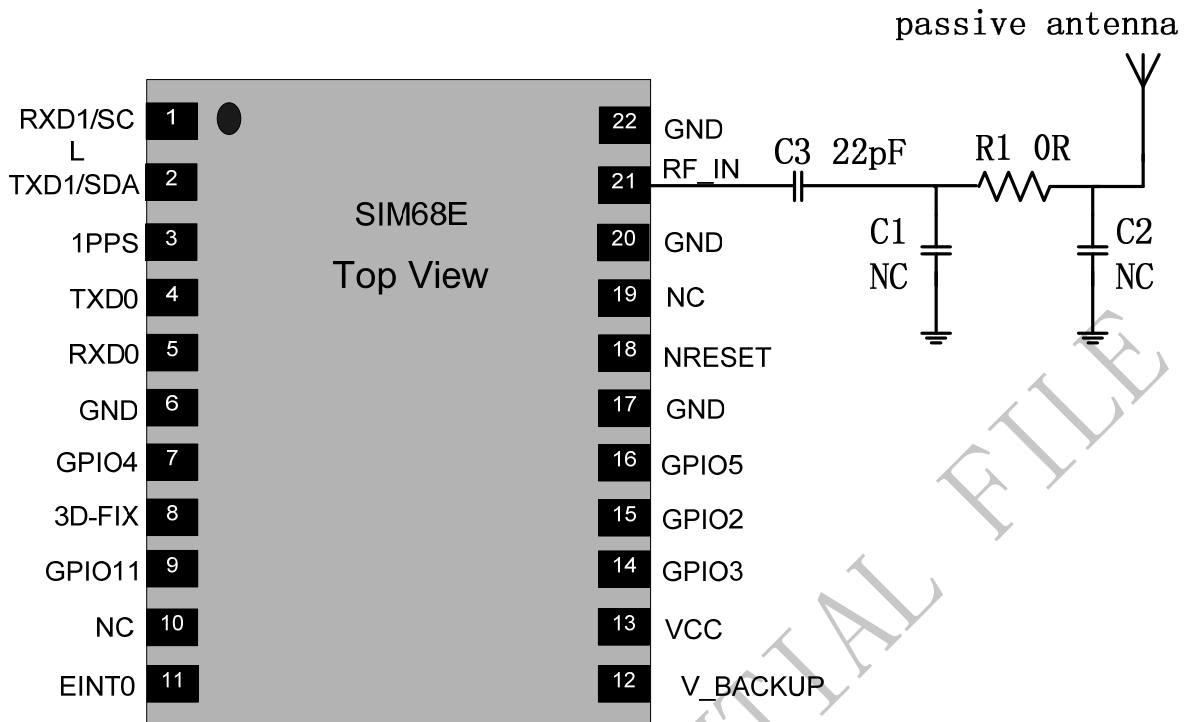 passive antenna
RXD1/SC
L
1
22
GND
TXD1/SDA
2
21
RF_IN
C3 22pF
R1 0R
SIM68E
Top View
1PPS
3
20
GND
C1
NC
C2
NC
TXD0
4
19
NC
RXD0
5
18
NRESET
GND
6
17
GND
GPIO4
7
16
GPIO5
3D-FIX
8
15
GPIO2
GPIO11
9
14
GPIO3
NC
10
13
VCC
EINT0
11
12
V_BACKUP
NTIAL FILE